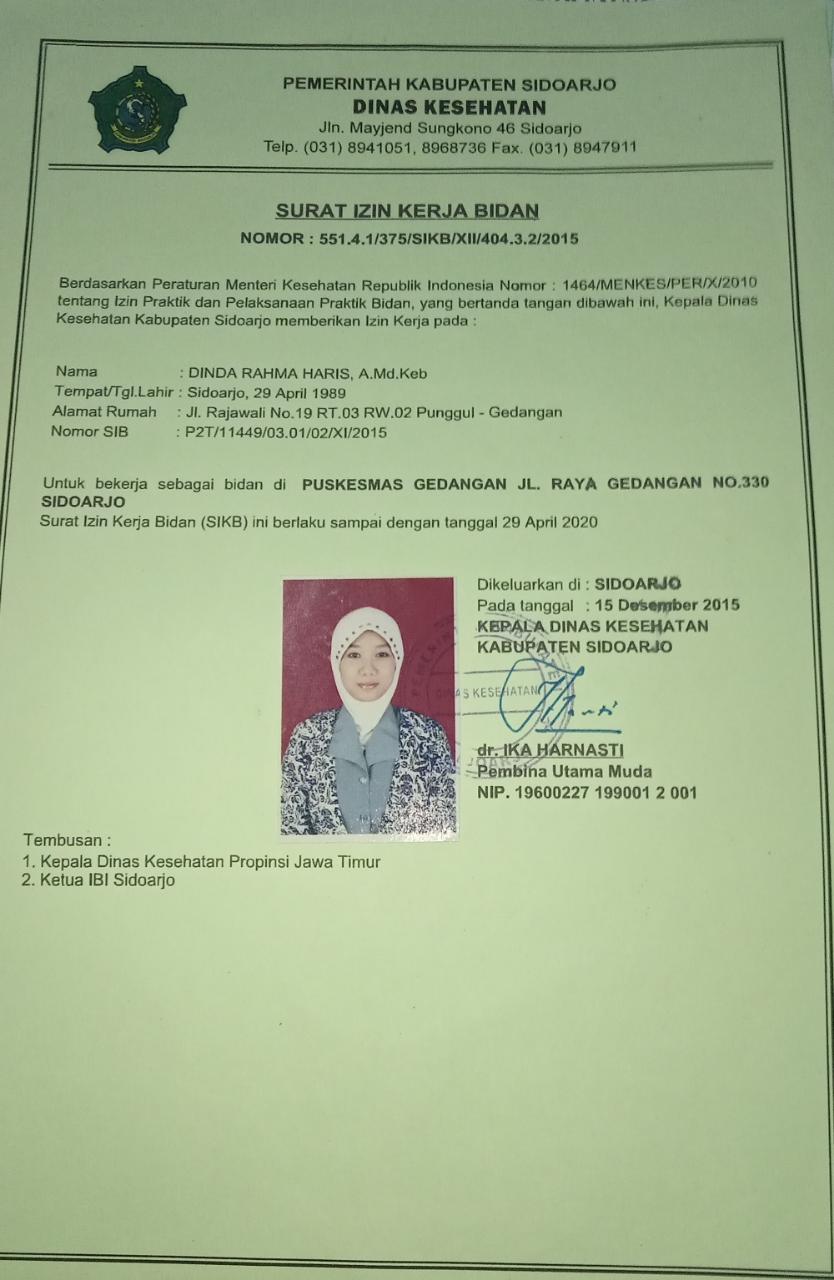 PEMERINTAH KABUPATEN SIDOARJO
DINAS KESEHATAN
Jln. Mayjend Sungkono 46 Sidoarjo
Telp. (031) 8941051, 8968736 Fax. (031) 8947911
SURAT IZIN KERJA BIDAN
NOMOR : 551.4.1/375/SIKB/XII/404.3.2/2015
Berdasarkan Peraturan Menteri Kesehatan Republik Indonesia Nomor : 1464/MENKES/PER/X/2010
tentang Izin Praktik dan Pelaksanaan Praktik Bidan, yang bertanda tangan dibawah ini, Kepala Dinas
Kesehatan Kabupaten Sidoarjo memberikan Izin Kerja pada :
Nama : DINDA RAHMA HARIS, A.Md.Keb
Tempat/Tgl.Lahir : Sidoarjo, 29 April 1989
Alamat Rumah : Jl. Rajawali No.19 RT.03 RW.02 Punggul - Gedangan
Nomor SIB : P2T/11449/03.01/02/XI/2015
Untuk bekerja sebagai bidan di PUSKESMAS GEDANGAN JL. RAYA GEDANGAN NO.330
SIDOARJO
Surat Izin Kerja Bidan (SIKB) ini berlaku sampai dengan tanggal 29 April 2020
Dikeluarkan di : SIDOARJO
Pada tanggal : 15 Desember 2015
KEPALA DINAS KESEHATAN
KABUPATEN SIDOARJO
DINAS KESEHATAN
dr. IKA HARNASTI
Pembina Utama Muda
NIP. 19600227 199001 2 001
Tembusan :
1. Kepala Dinas Kesehatan Propinsi Jawa Timur
2. Ketua IBI Sidoarjo